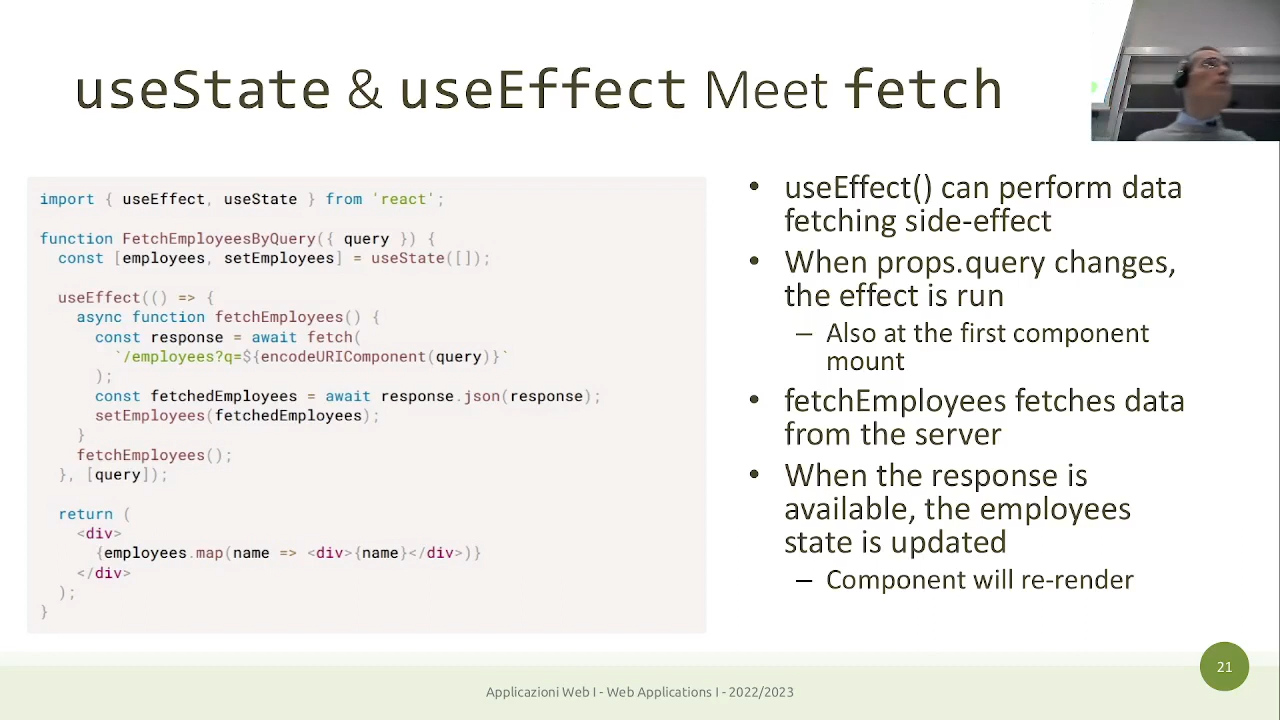 useState & useEffect Meet fetch
import { useEffect, useState } from 'react';
function FetchEmployeesByQuery({ query }) {
  const [employees, setEmployees] = useState([]);
  useEffect(() => {
    async function fetchEmployees() {
      const response = await fetch(
        `/employees?q=${encodeURIComponent(query)}`
      );
      const fetchedEmployees = await response.json(response);
      setEmployees(fetchedEmployees);
    }
    fetchEmployees();
  }, [query]);
  return (
    <div>
      {employees.map(name => <div>{name}</div>)}
    </div>
  );
}
• useEffect() can perform data
fetching side-effect
• When props.query changes,
the effect is run
– Also at the first component
mount
• fetchEmployees fetches data
from the server
• When the response is
available, the employees
state is updated
– Component will re-render
21
Applicazioni Web I - Web Applications I - 2022/2023